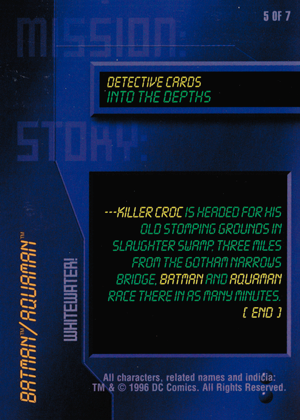 5 OF 7
MISSION:
DETECTIVE CARDS
INTO THE DEPTHS
STORY:
---KILLER CROC IS HEADED FOR HIS
OLD STOMPING GROUNDS IN
SLAUGHTER SWAMP, THREE MILES
FROM THE GOTHAM NARROWS
BRIDGE, BATMAN AND AQUAMAN
RACE THERE IN AS MANY MINUTES.
( END )
BATMAN™/AQUAMAN™
WHITEWATER!
All characters, related names and indicia:
TM & © 1996 DC Comics. All Rights Reserved.